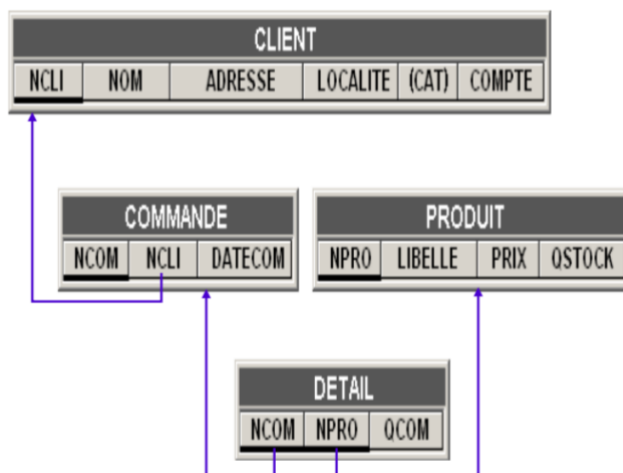 CLIENT
NCLI NOM ADRESSE LOCALITE (CAT) COMPTE
COMMANDE
NCOM NCLI DATECOM
PRODUIT
NPRO LIBELLE PRIX QSTOCK
DETAIL
NCOM NPRO QCOM